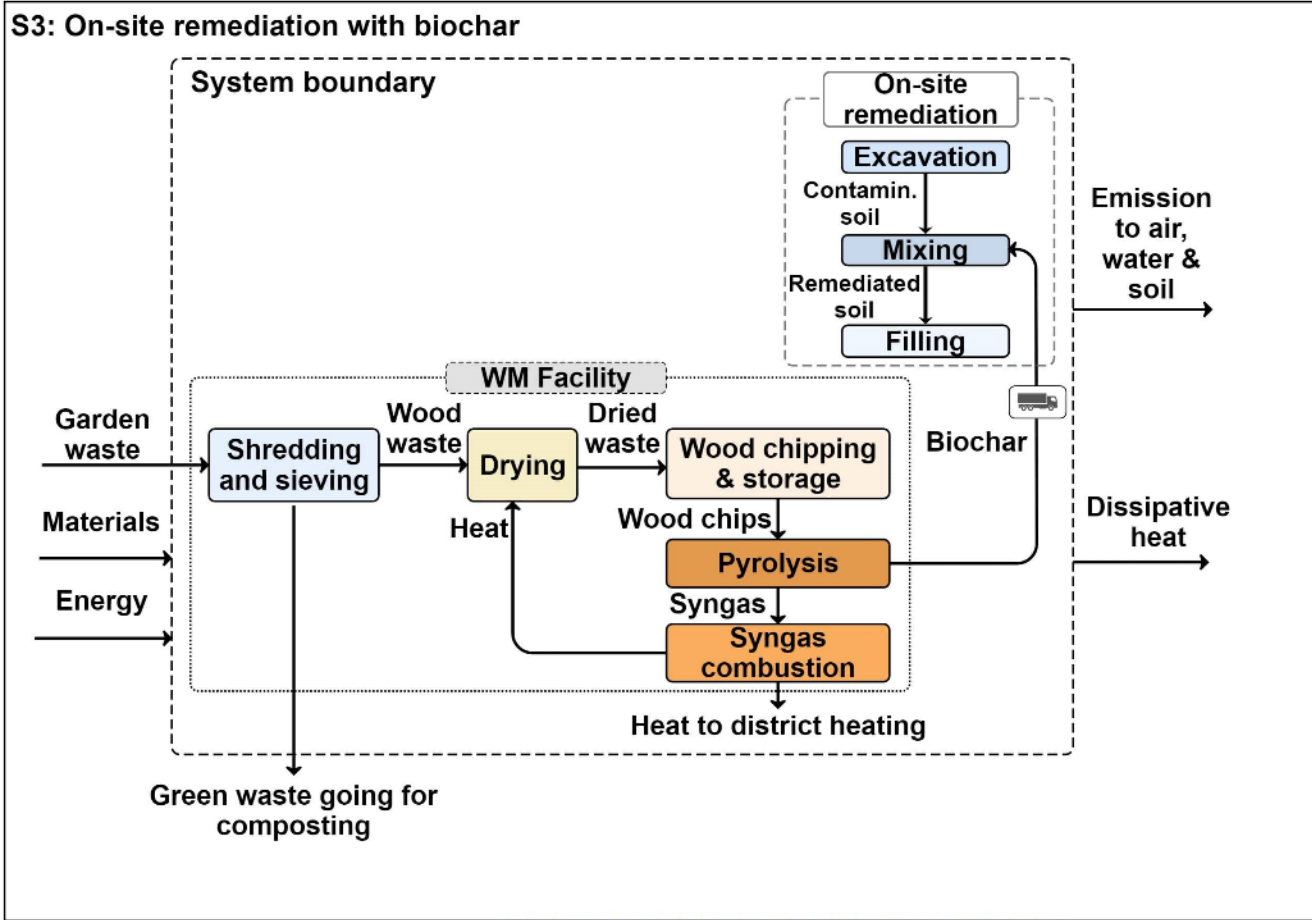 S3: On-site remediation with biochar
System boundary
On-site
remediation
Excavation
Contamin.
soil
Mixing
Remediated
soil
Filling
Emission
to air,
water &
soil
WM Facility
Garden
waste
Shredding
and sieving
Wood
waste
Drying
Dried
waste
Wood chipping
& storage
Biochar
Materials
Heat
Wood chips
Pyrolysis
Dissipative
heat
Energy
Syngas
Syngas
combustion
Heat to district heating
Green waste going for
composting